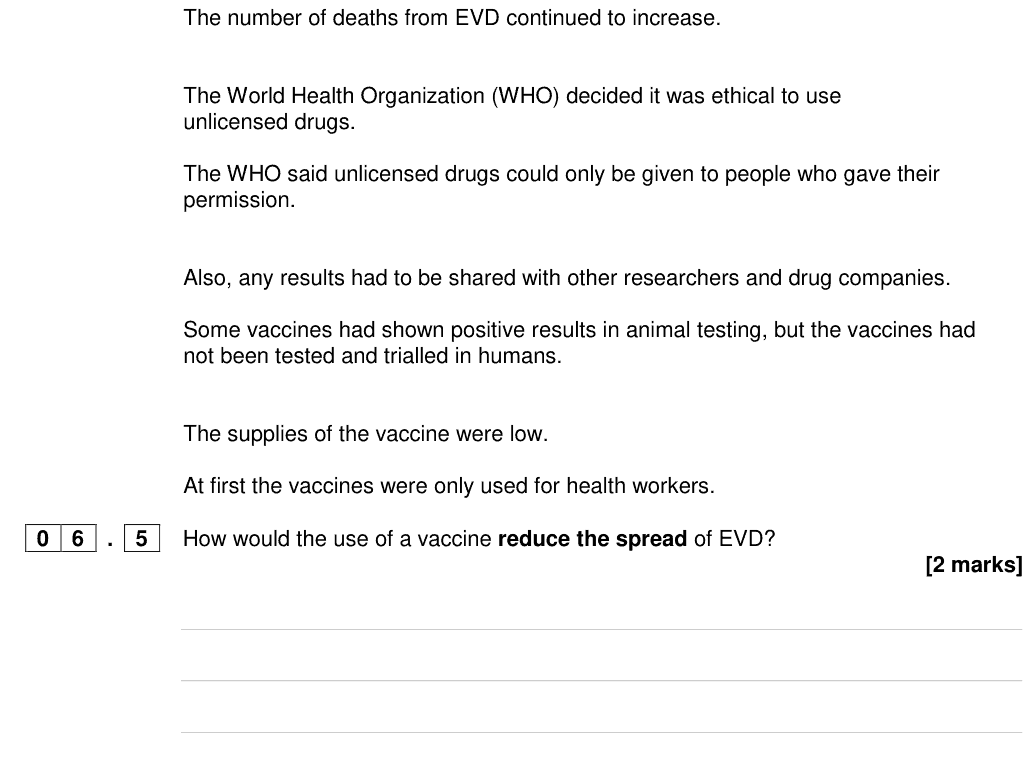 The number of deaths from EVD continued to increase.
The World Health Organization (WHO) decided it was ethical to use
unlicensed drugs.
The WHO said unlicensed drugs could only be given to people who gave their
permission.
Also, any results had to be shared with other researchers and drug companies.
Some vaccines had shown positive results in animal testing, but the vaccines had
not been tested and trialled in humans.
The supplies of the vaccine were low.
At first the vaccines were only used for health workers.
0 6 . 5 How would the use of a vaccine reduce the spread of EVD?
[2 marks]